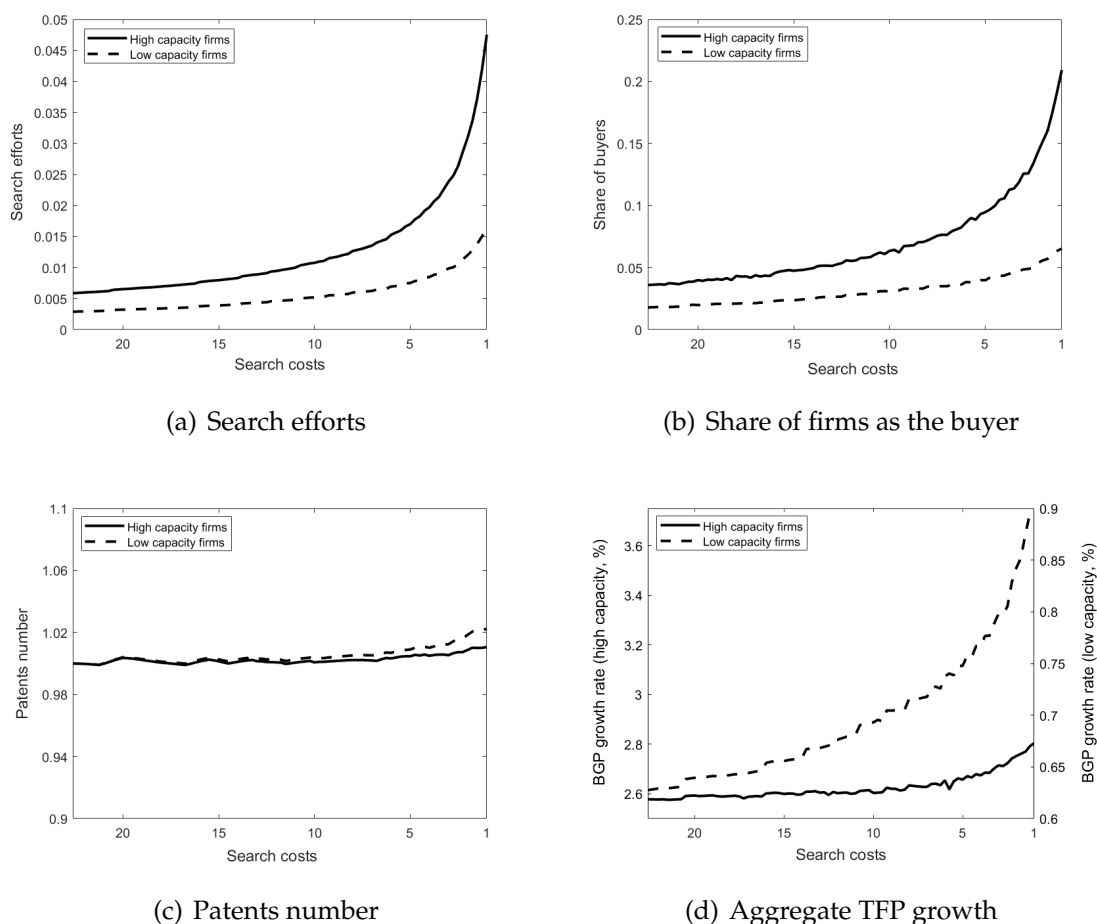 High capacity firms
Low capacity firms
0.05
0.045
0.04
0.035
0.03
0.025
0.02
0.015
0.01
0.005
0
Search efforts
20 15 10 5 1
Search costs
(a) Search efforts
High capacity firms
Low capacity firms
0.25
0.2
0.15
0.1
0.05
0
Share of buyers
20 15 10 5 1
Search costs
(b) Share of firms as the buyer
High capacity firms
Low capacity firms
1.1
1.06
1.02
0.98
0.94
0.9
Patents number
20 15 10 5 1
Search costs
(c) Patents number
High capacity firms
Low capacity firms
3.6
3.4
3.2
3
2.8
2.6
BGP growth rate (high capacity, %)
0.9
0.85
0.8
0.75
0.7
0.65
0.6
BGP growth rate (low capacity, %)
20 15 10 5 1
Search costs
(d) Aggregate TFP growth